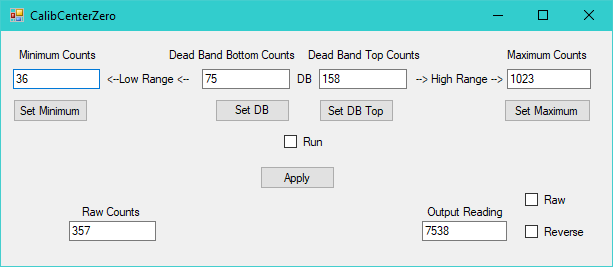 CalibCenterZero
Minimum Counts Dead Band Bottom Counts Dead Band Top Counts Maximum Counts
36 <--Low Range <-- 75 DB 158 --> High Range --> 1023
Set Minimum Set DB Set DB Top Set Maximum
Run
Apply
Raw
Raw Counts Output Reading
357 7538 Reverse